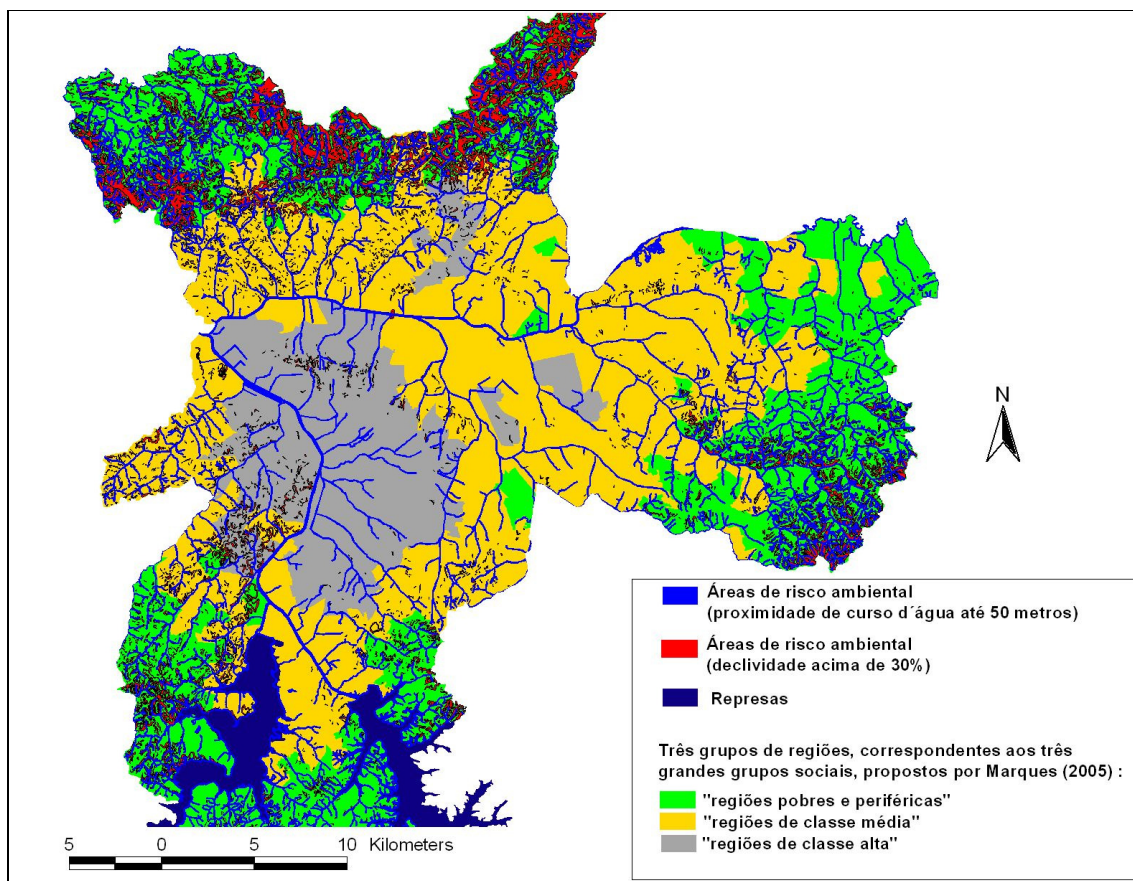 N
Áreas de risco ambiental
(proximidade de curso d´água até 50 metros)
Áreas de risco ambiental
(declividade acima de 30%)
Represas
Três grupos de regiões, correspondentes aos três
grandes grupos sociais, propostos por Marques (2005) :
"regiões pobres e periféricas"
"regiões de classe média"
"regiões de classe alta"
5 0 5 10 Kilometers